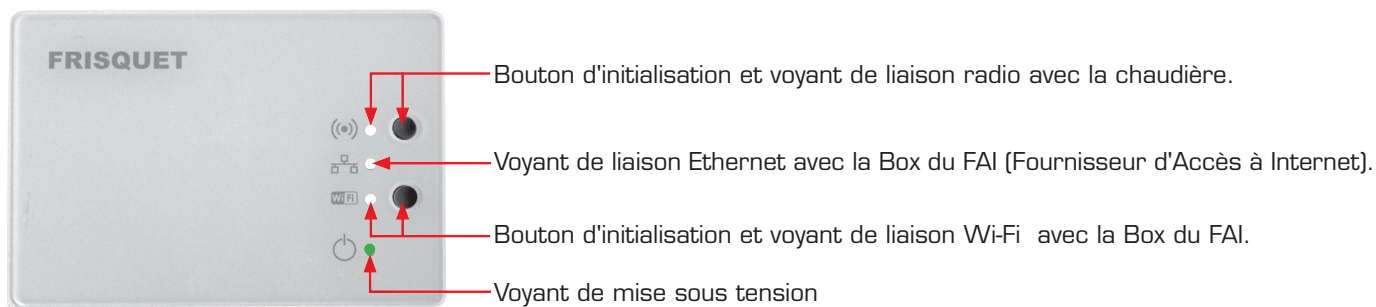 FRISQUET
Bouton d'initialisation et voyant de liaison radio avec la chaudière.
Voyant de liaison Ethernet avec la Box du FAI (Fournisseur d'Accès à Internet).
WiFi
Bouton d'initialisation et voyant de liaison Wi-Fi avec la Box du FAI.
Voyant de mise sous tension